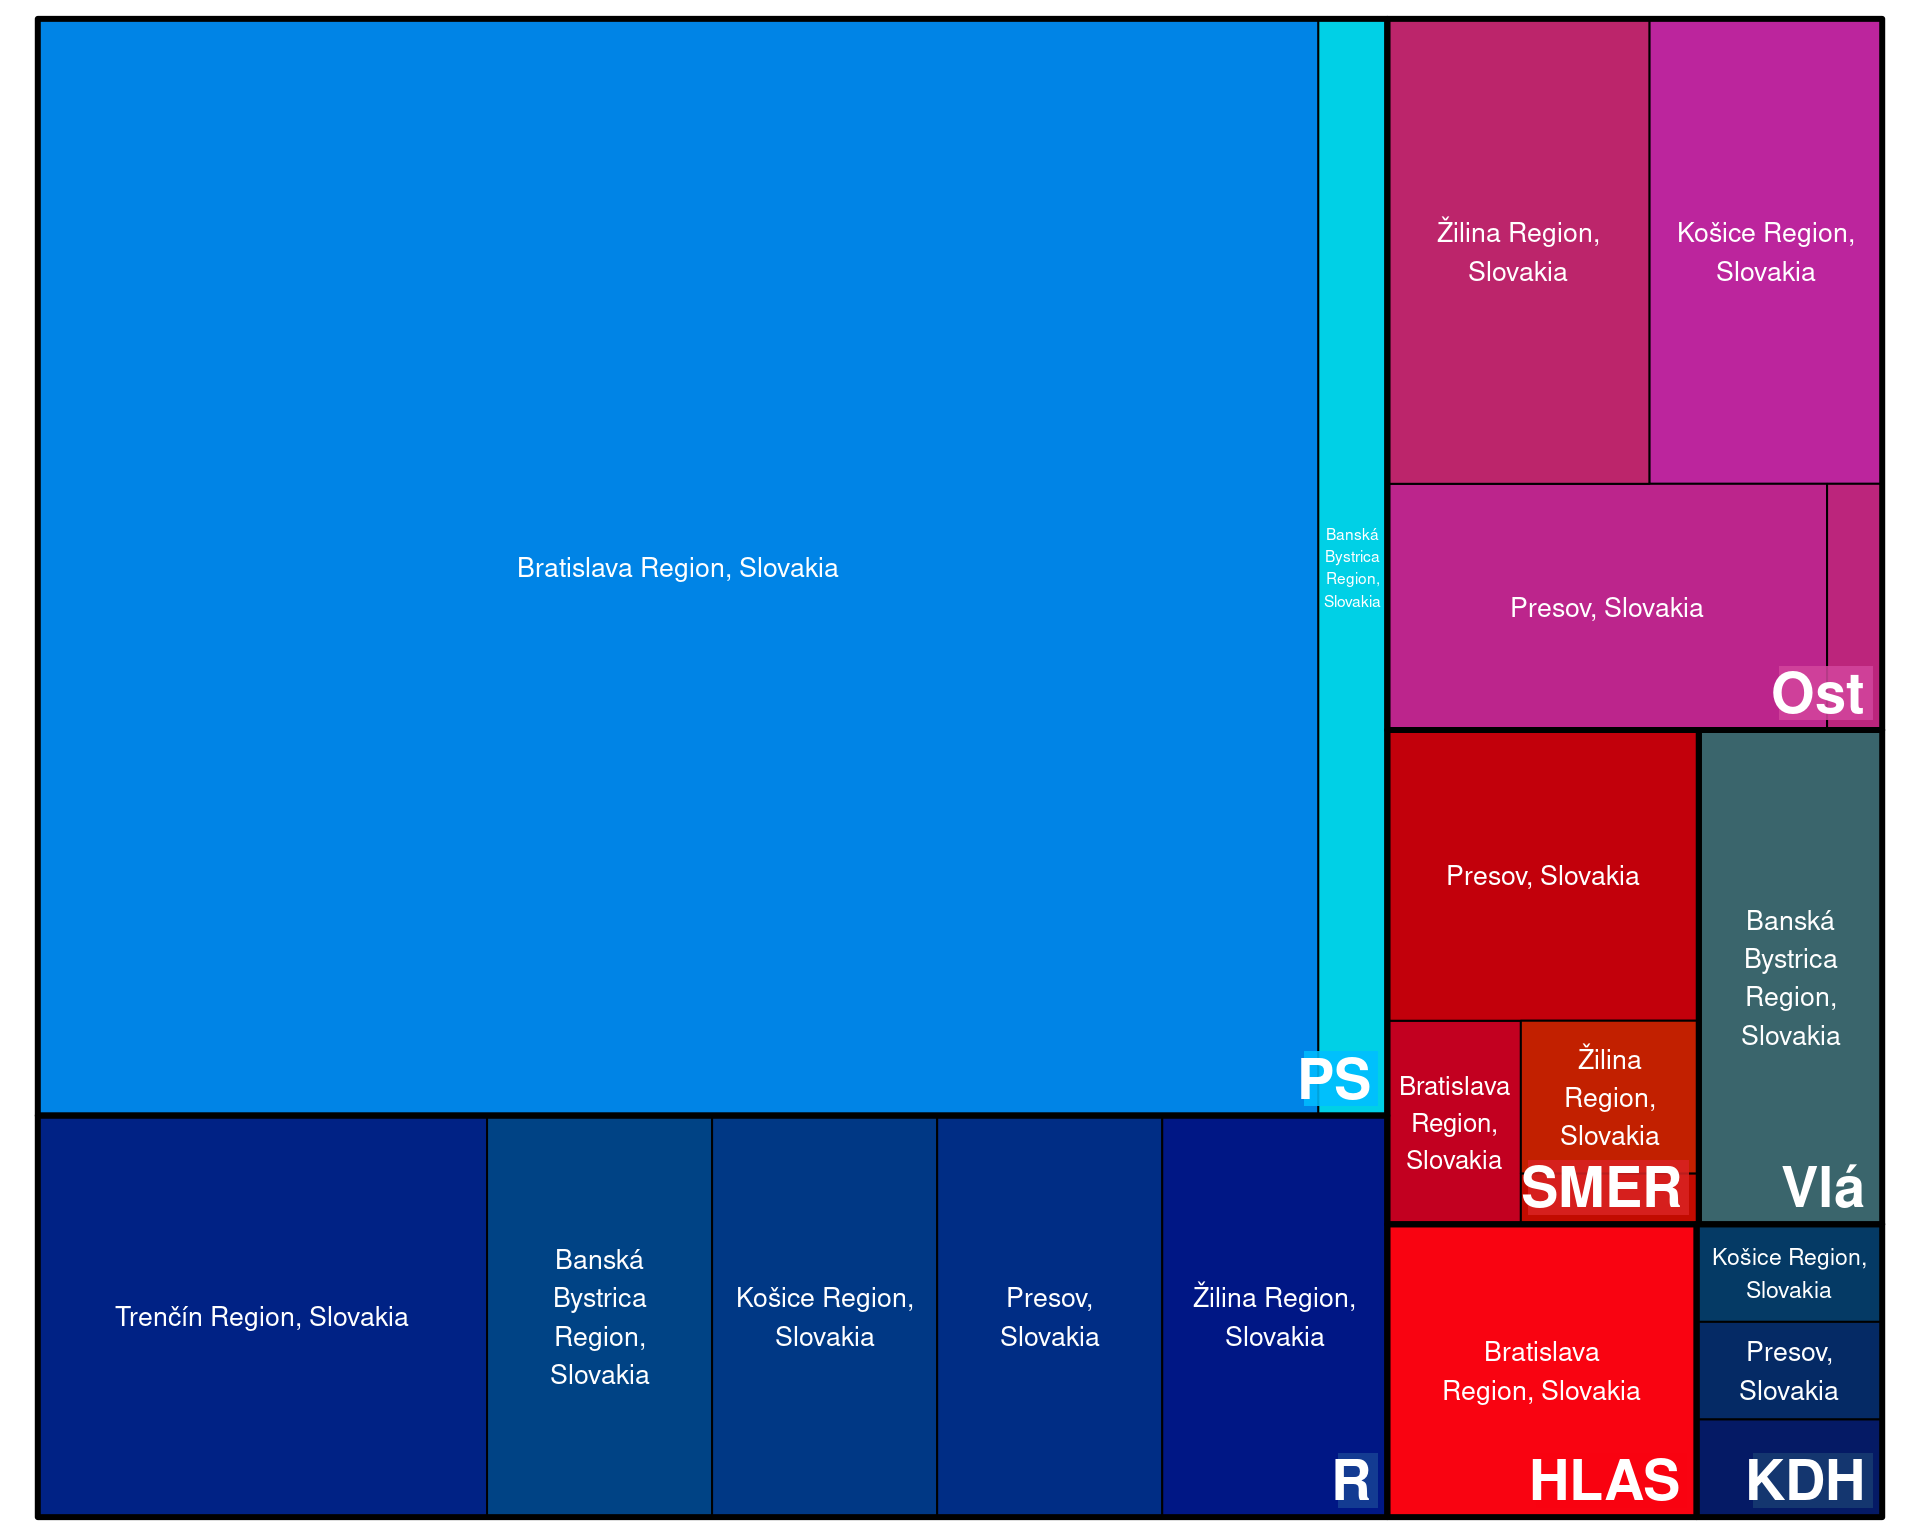 Bratislava Region, Slovakia
Banská
Bystrica
Region,
Slovakia
PS
Žilina Region,
Slovakia
Košice Region,
Slovakia
Presov, Slovakia
Ost
Presov, Slovakia
Bratislava
Region,
Slovakia
Žilina
Region,
Slovakia
SMER
Banská
Bystrica
Region,
Slovakia
Vlá
Trenčín Region, Slovakia
Banská
Bystrica
Region,
Slovakia
Košice Region,
Slovakia
Presov,
Slovakia
Žilina Region,
Slovakia
R
Bratislava
Region, Slovakia
HLAS
Košice Region,
Slovakia
Presov,
Slovakia
KDH